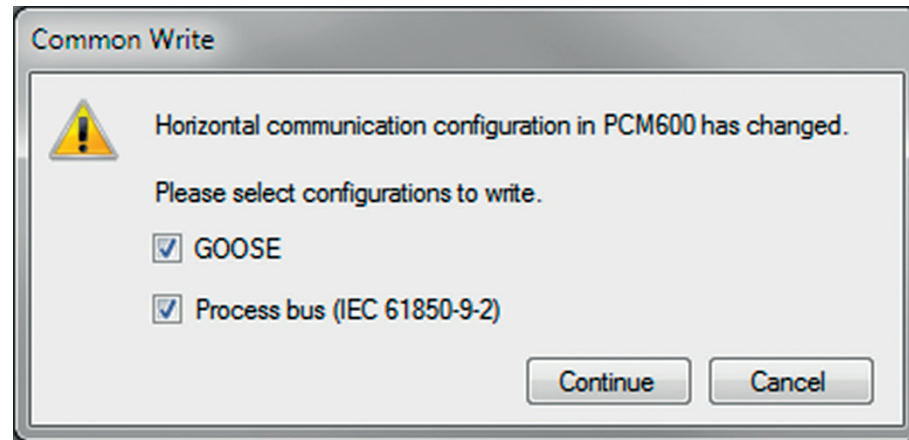 Common Write
Horizontal communication configuration in PCM600 has changed.
Please select configurations to write.
GOOSE
Process bus (IEC 61850-9-2)
Continue Cancel